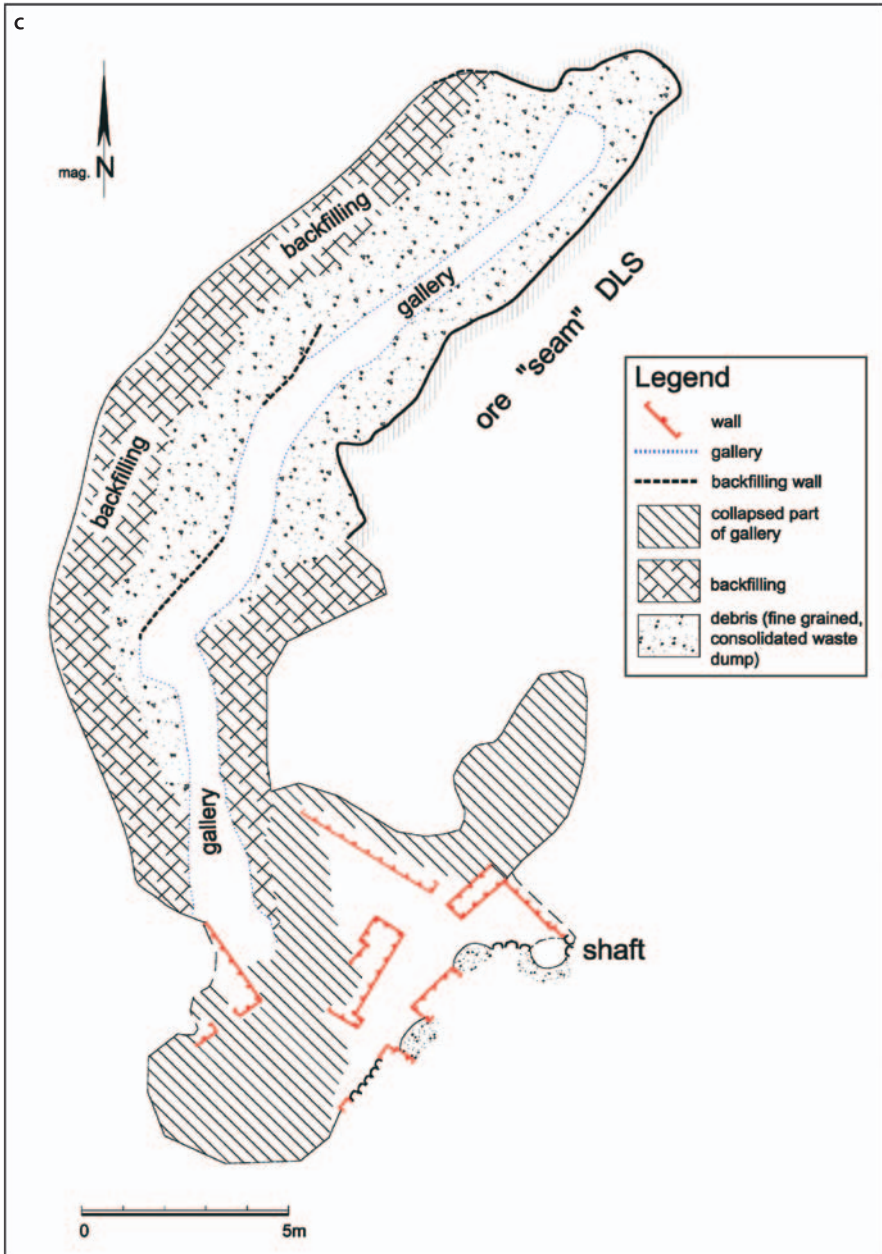 c
mag. N
backfilling
gallery
ore "seam" DLS
backfilling
gallery
shaft
Legend
wall
gallery
backfilling wall
collapsed part
of gallery
backfilling
debris (fine grained,
consolidated waste
dump)
0 5m